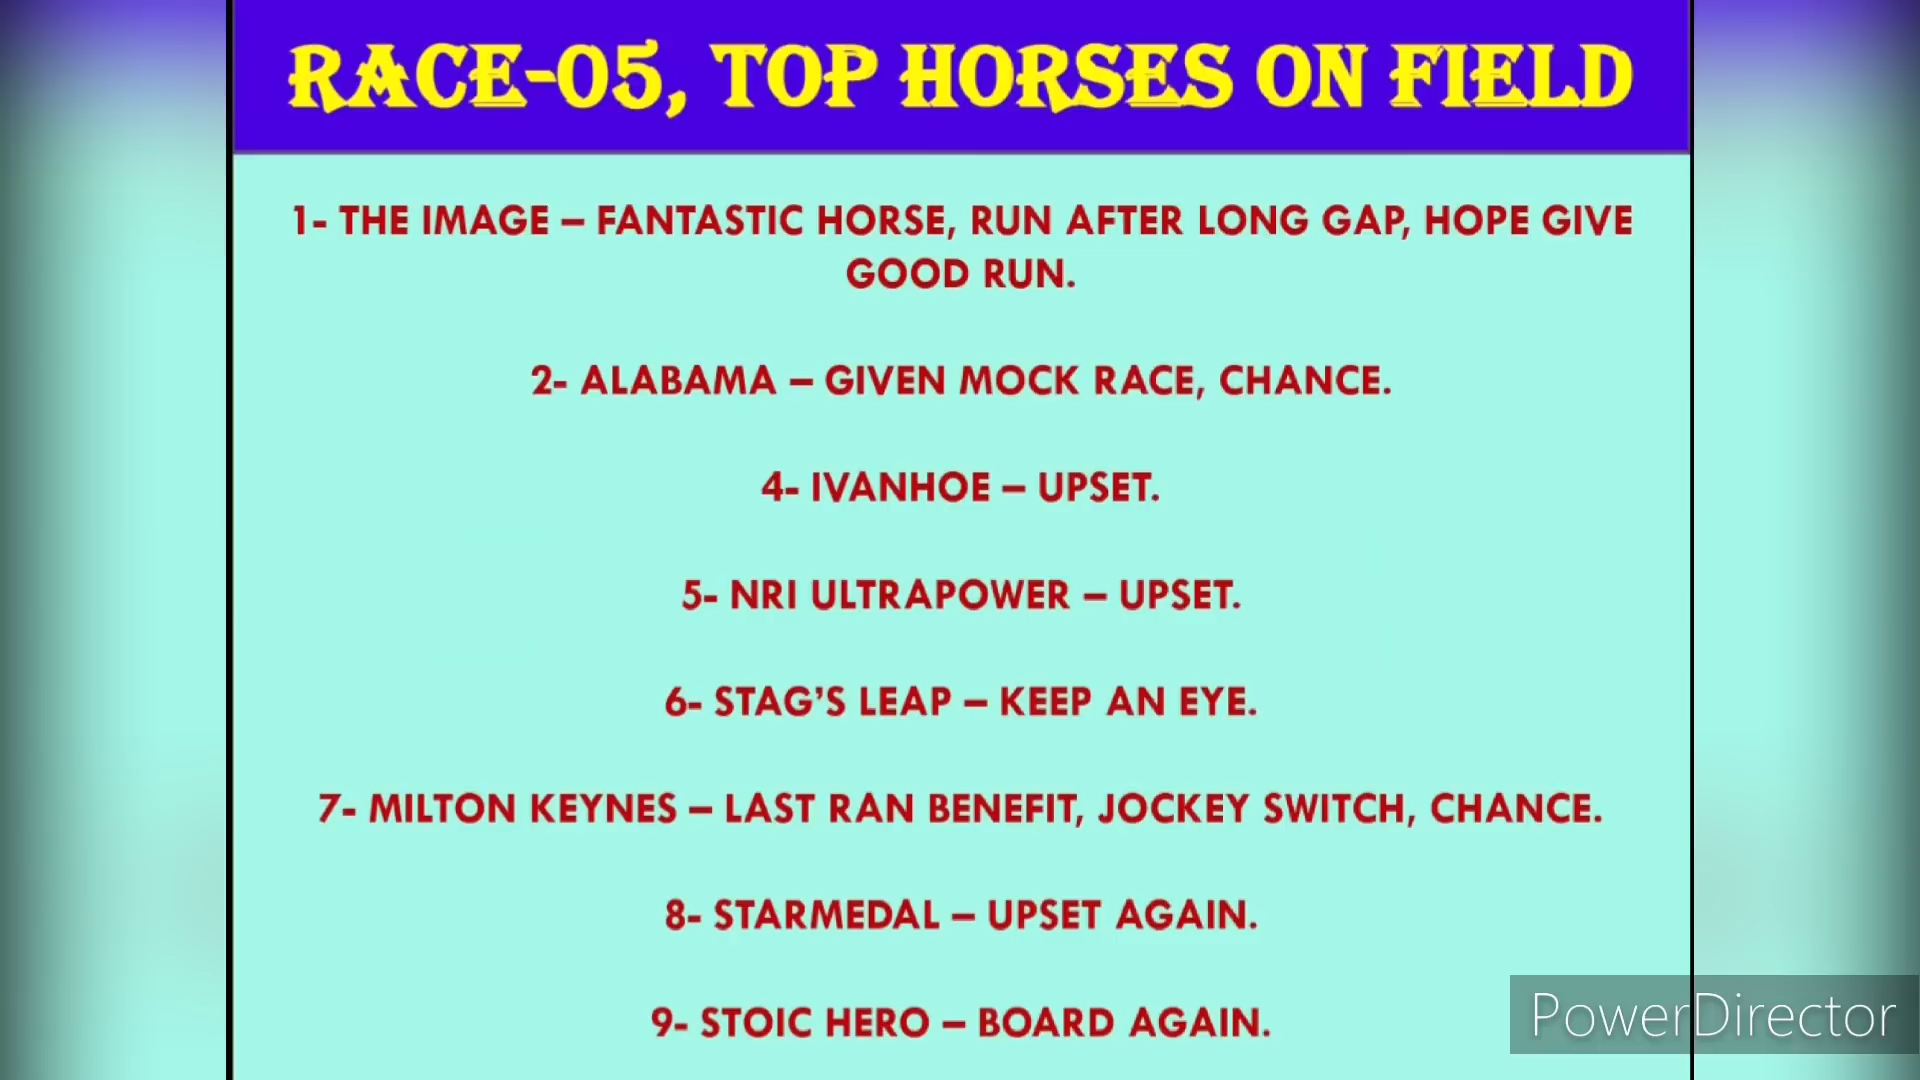 RACE-05, TOP HORSES ON FIELD
1- THE IMAGE – FANTASTIC HORSE, RUN AFTER LONG GAP, HOPE GIVE
GOOD RUN.
2- ALABAMA – GIVEN MOCK RACE, CHANCE.
4- IVANHOE – UPSET.
5- NRI ULTRAPOWER – UPSET.
6- STAG’S LEAP – KEEP AN EYE.
7- MILTON KEYNES – LAST RAN BENEFIT, JOCKEY SWITCH, CHANCE.
8- STARMEDAL – UPSET AGAIN.
9- STOIC HERO – BOARD AGAIN.
PowerDirector